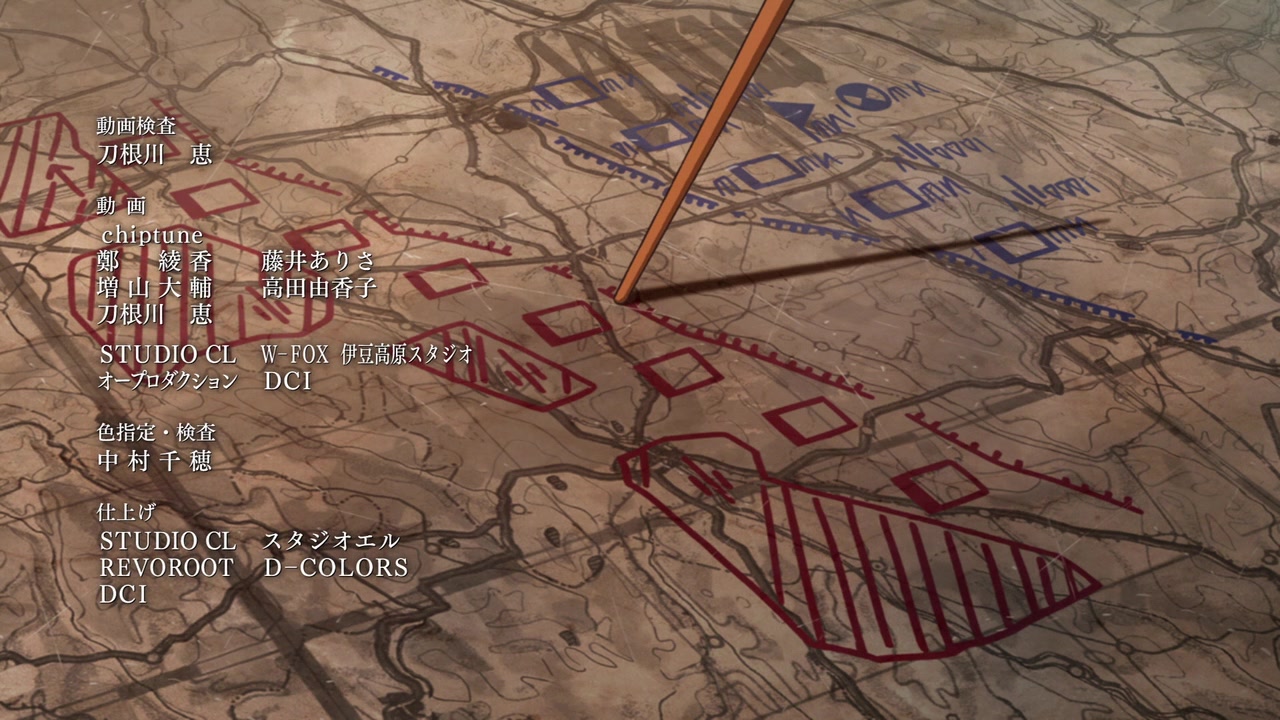 動画検査
刀根川　恵
動 画
chiptune
鄭　綾 香　藤井ありさ
増 山 大 輔　高田由香子
刀根川　恵
STUDIO CL　W-FOX 伊豆高原スタジオ
オープロダクション　DCI
色指定・検査
中 村 千 穂
仕上げ
STUDIO CL　スタジオエル
REVOROOT　D-COLORS
DCI